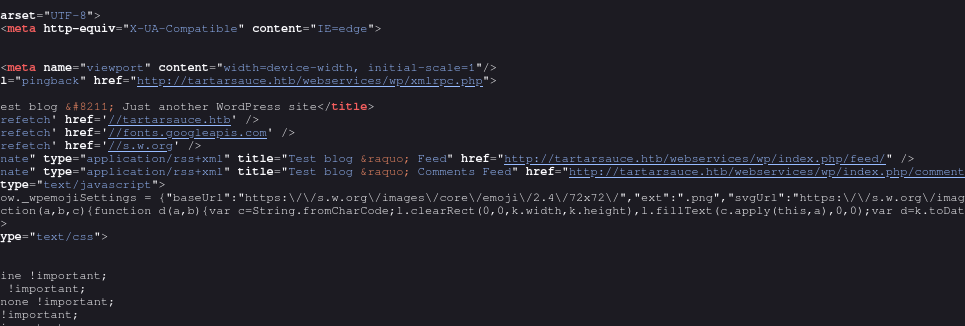 arset="UTF-8">
<meta http-equiv="X-UA-Compatible" content="IE=edge">
<meta name="viewport" content="width=device-width, initial-scale=1"/>
l="pingback" href="http://tartarsauce.htb/webservices/wp/xmlrpc.php">
est blog &#8211; Just another WordPress site</title>
refetch' href='//tartarsauce.htb' />
refetch' href='//fonts.googleapis.com' />
refetch' href='//s.w.org' />
nate" type="application/rss+xml" title="Test blog &raquo; Feed" href="http://tartarsauce.htb/webservices/wp/index.php/feed/" />
nate" type="application/rss+xml" title="Test blog &raquo; Comments Feed" href="http://tartarsauce.htb/webservices/wp/index.php/comment
type="text/javascript">
ow._wpemojiSettings = {"baseUrl":"https:\/\/s.w.org\/images\/core\/emoji\/2.4\/72x72\/","ext":".png","svgUrl":"https:\/\/s.w.org\/imag
ction(a,b,c){function d(a,b){var c=String.fromCharCode;l.clearRect(0,0,k.width,k.height),l.fillText(c.apply(this,a),0,0);var d=k.toDat
>
ype="text/css">
ine !important;
!important;
none !important;
!important;